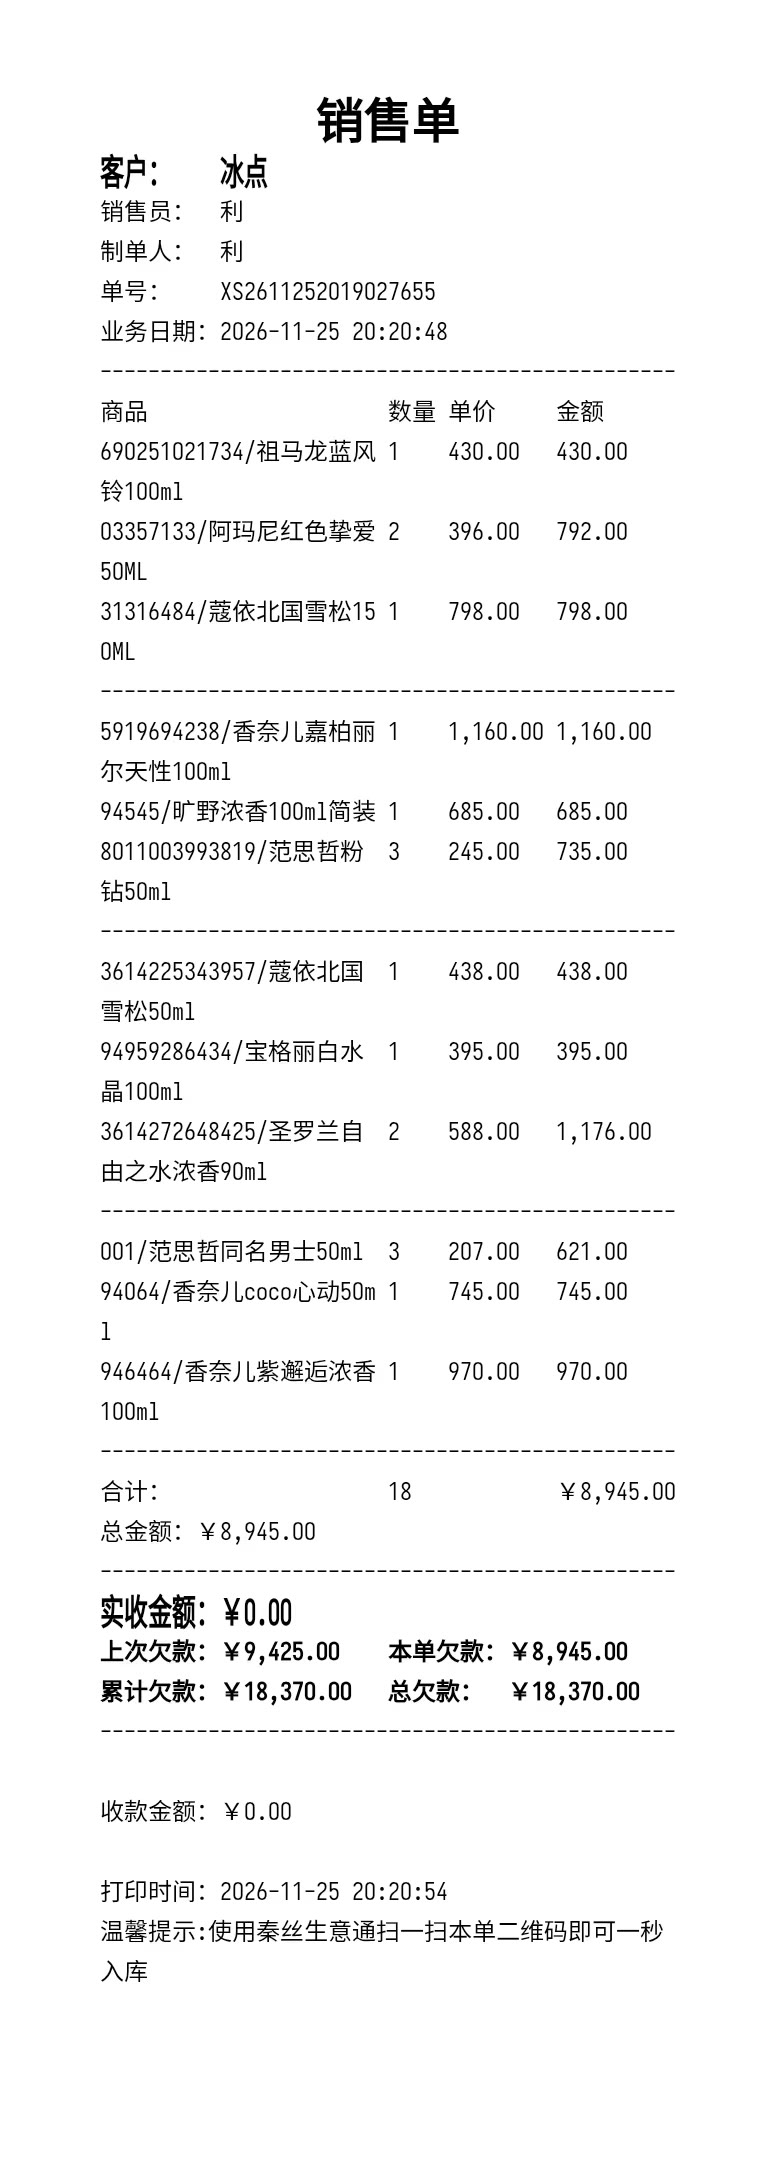 销售单
客户： 冰点
销售员： 利
制单人： 利
单号： XS2611252019027655
业务日期：2026-11-25 20:20:48
------------------------------------------------
商品 数量 单价 金额
690251021734/祖马龙蓝风 1 430.00 430.00
铃100ml
03357133/阿玛尼红色挚爱 2 396.00 792.00
50ML
31316484/蔻依北国雪松15 1 798.00 798.00
0ML
------------------------------------------------
5919694238/香奈儿嘉柏丽 1 1,160.00 1,160.00
尔天性100ml
94545/旷野浓香100ml简装 1 685.00 685.00
8011003993819/范思哲粉 3 245.00 735.00
钻50ml
------------------------------------------------
3614225343957/蔻依北国 1 438.00 438.00
雪松50ml
94959286434/宝格丽白水 1 395.00 395.00
晶100ml
3614272648425/圣罗兰自 2 588.00 1,176.00
由之水浓香90ml
------------------------------------------------
001/范思哲同名男士50ml 3 207.00 621.00
94064/香奈儿coco心动50m 1 745.00 745.00
l
946464/香奈儿紫邂逅浓香 1 970.00 970.00
100ml
------------------------------------------------
合计： 18 ￥8,945.00
总金额：￥8,945.00
------------------------------------------------
实收金额：￥0.00
上次欠款：￥9,425.00 本单欠款：￥8,945.00
累计欠款：￥18,370.00 总欠款： ￥18,370.00
------------------------------------------------
收款金额：￥0.00
打印时间：2026-11-25 20:20:54
温馨提示:使用秦丝生意通扫一扫本单二维码即可一秒
入库